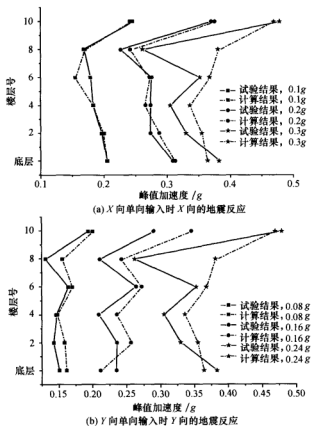 楼层号
10
8
6
4
2
底层
0.1
0.2
0.3
0.4
0.5
试验结果，0.1g
计算结果，0.1g
试验结果，0.2g
计算结果，0.2g
试验结果，0.3g
计算结果，0.3g
峰值加速度 /g
(a) X 向单向输入时 X 向的地震反应
楼层号
10
8
6
4
2
底层
0.15
0.20
0.25
0.30
0.35
0.40
0.45
0.50
试验结果，0.08g
计算结果，0.08g
试验结果，0.16g
计算结果，0.16g
试验结果，0.24g
计算结果，0.24g
峰值加速度 /g
(b) Y 向单向输入时 Y 向的地震反应